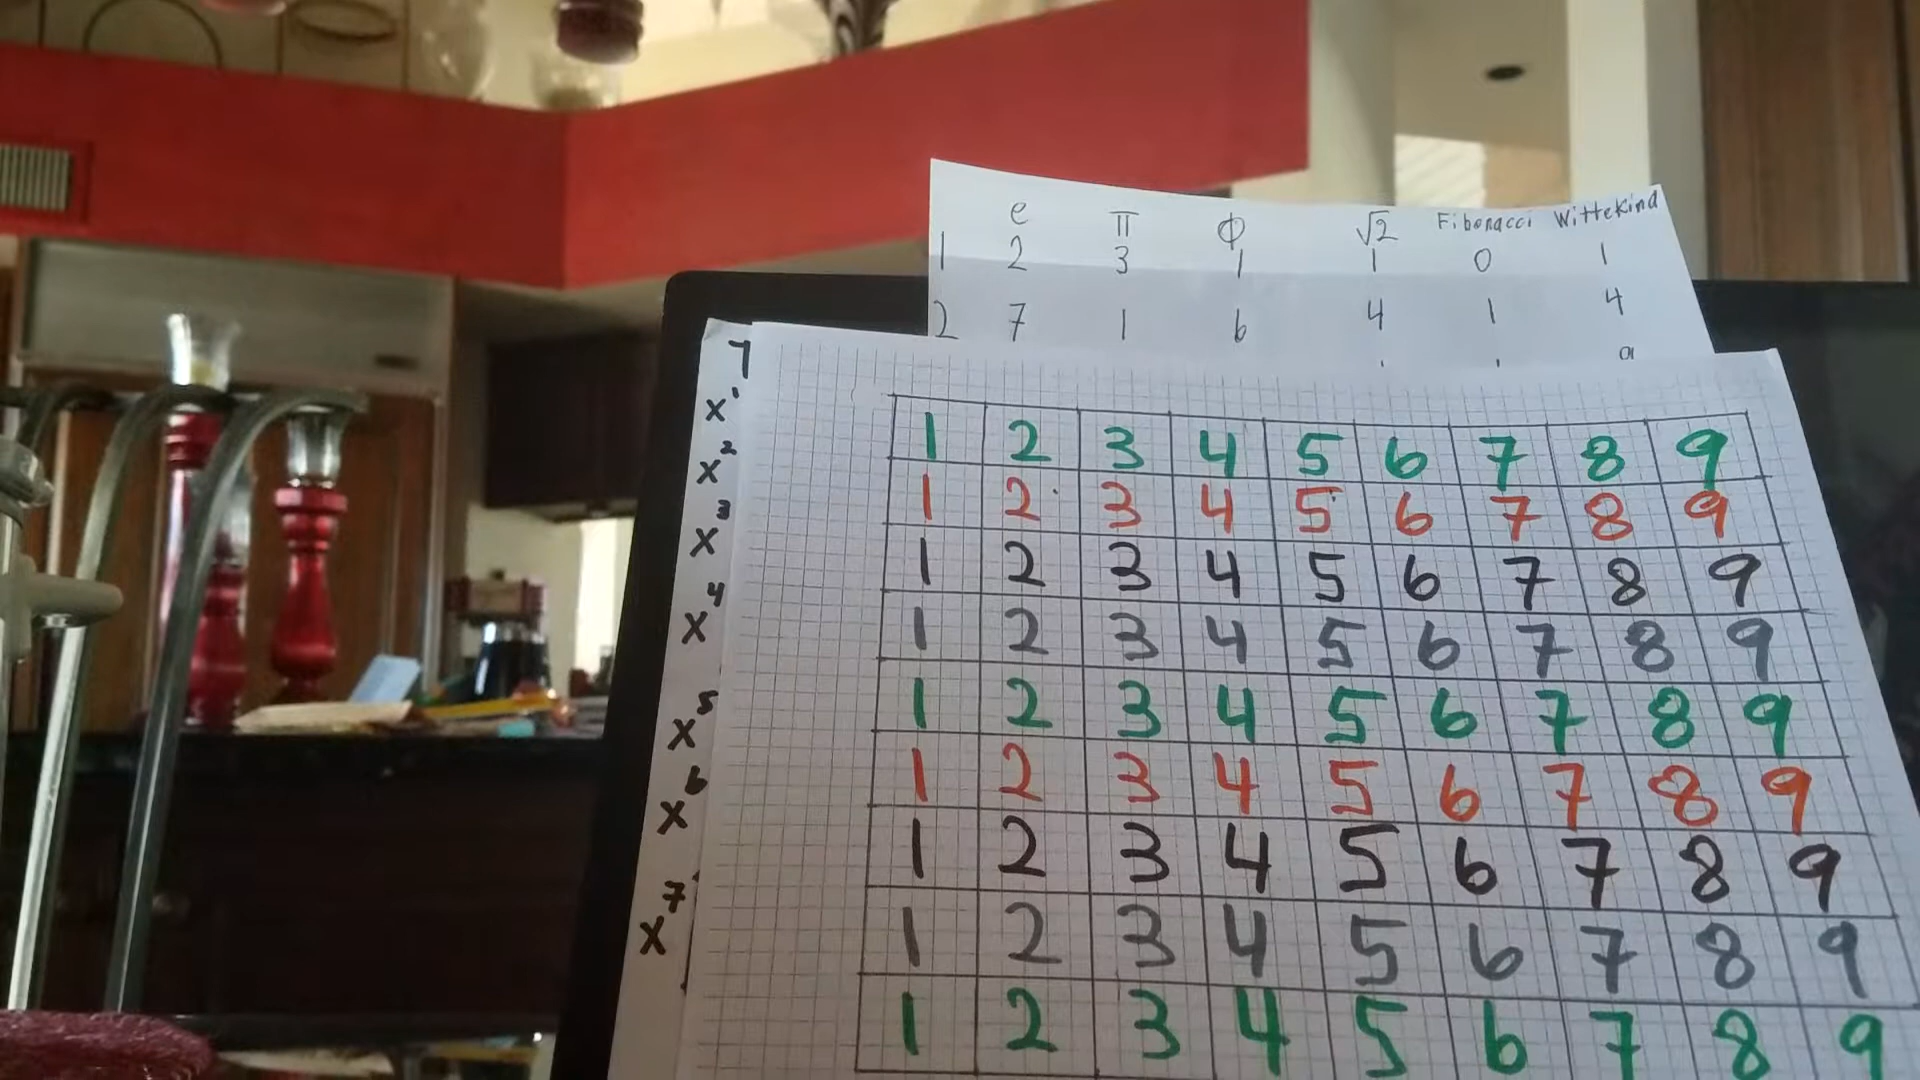 e π φ √2 Fibonacci Wittekind
1 2 3 1 1 0 1
2 7 1 6 4 1 4
7
x¹
x²
x³
x⁴
x⁵
x⁶
x⁷
1 2 3 4 5 6 7 8 9
1 2 3 4 5 6 7 8 9
1 2 3 4 5 6 7 8 9
1 2 3 4 5 6 7 8 9
1 2 3 4 5 6 7 8 9
1 2 3 4 5 6 7 8 9
1 2 3 4 5 6 7 8 9
1 2 3 4 5 6 7 8 9
1 2 3 4 5 6 7 8 9